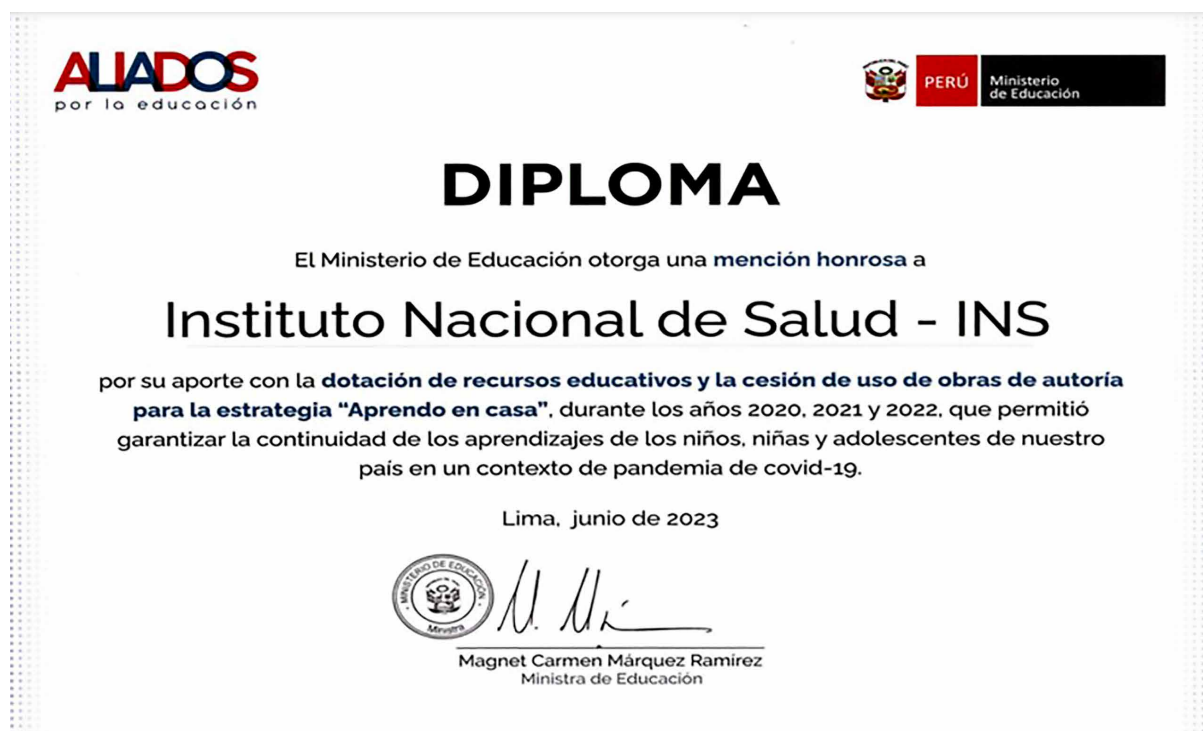 ALIADOS
por la educación
PERÚ
Ministerio
de Educación
DIPLOMA
El Ministerio de Educación otorga una mención honrosa a
Instituto Nacional de Salud - INS
por su aporte con la dotación de recursos educativos y la cesión de uso de obras de autoría
para la estrategia “Aprendo en casa”, durante los años 2020, 2021 y 2022, que permitió
garantizar la continuidad de los aprendizajes de los niños, niñas y adolescentes de nuestro
país en un contexto de pandemia de covid-19.
Lima, junio de 2023
MINISTERIO DE EDUCACIÓN
Ministra
Magnet Carmen Márquez Ramírez
Ministra de Educación